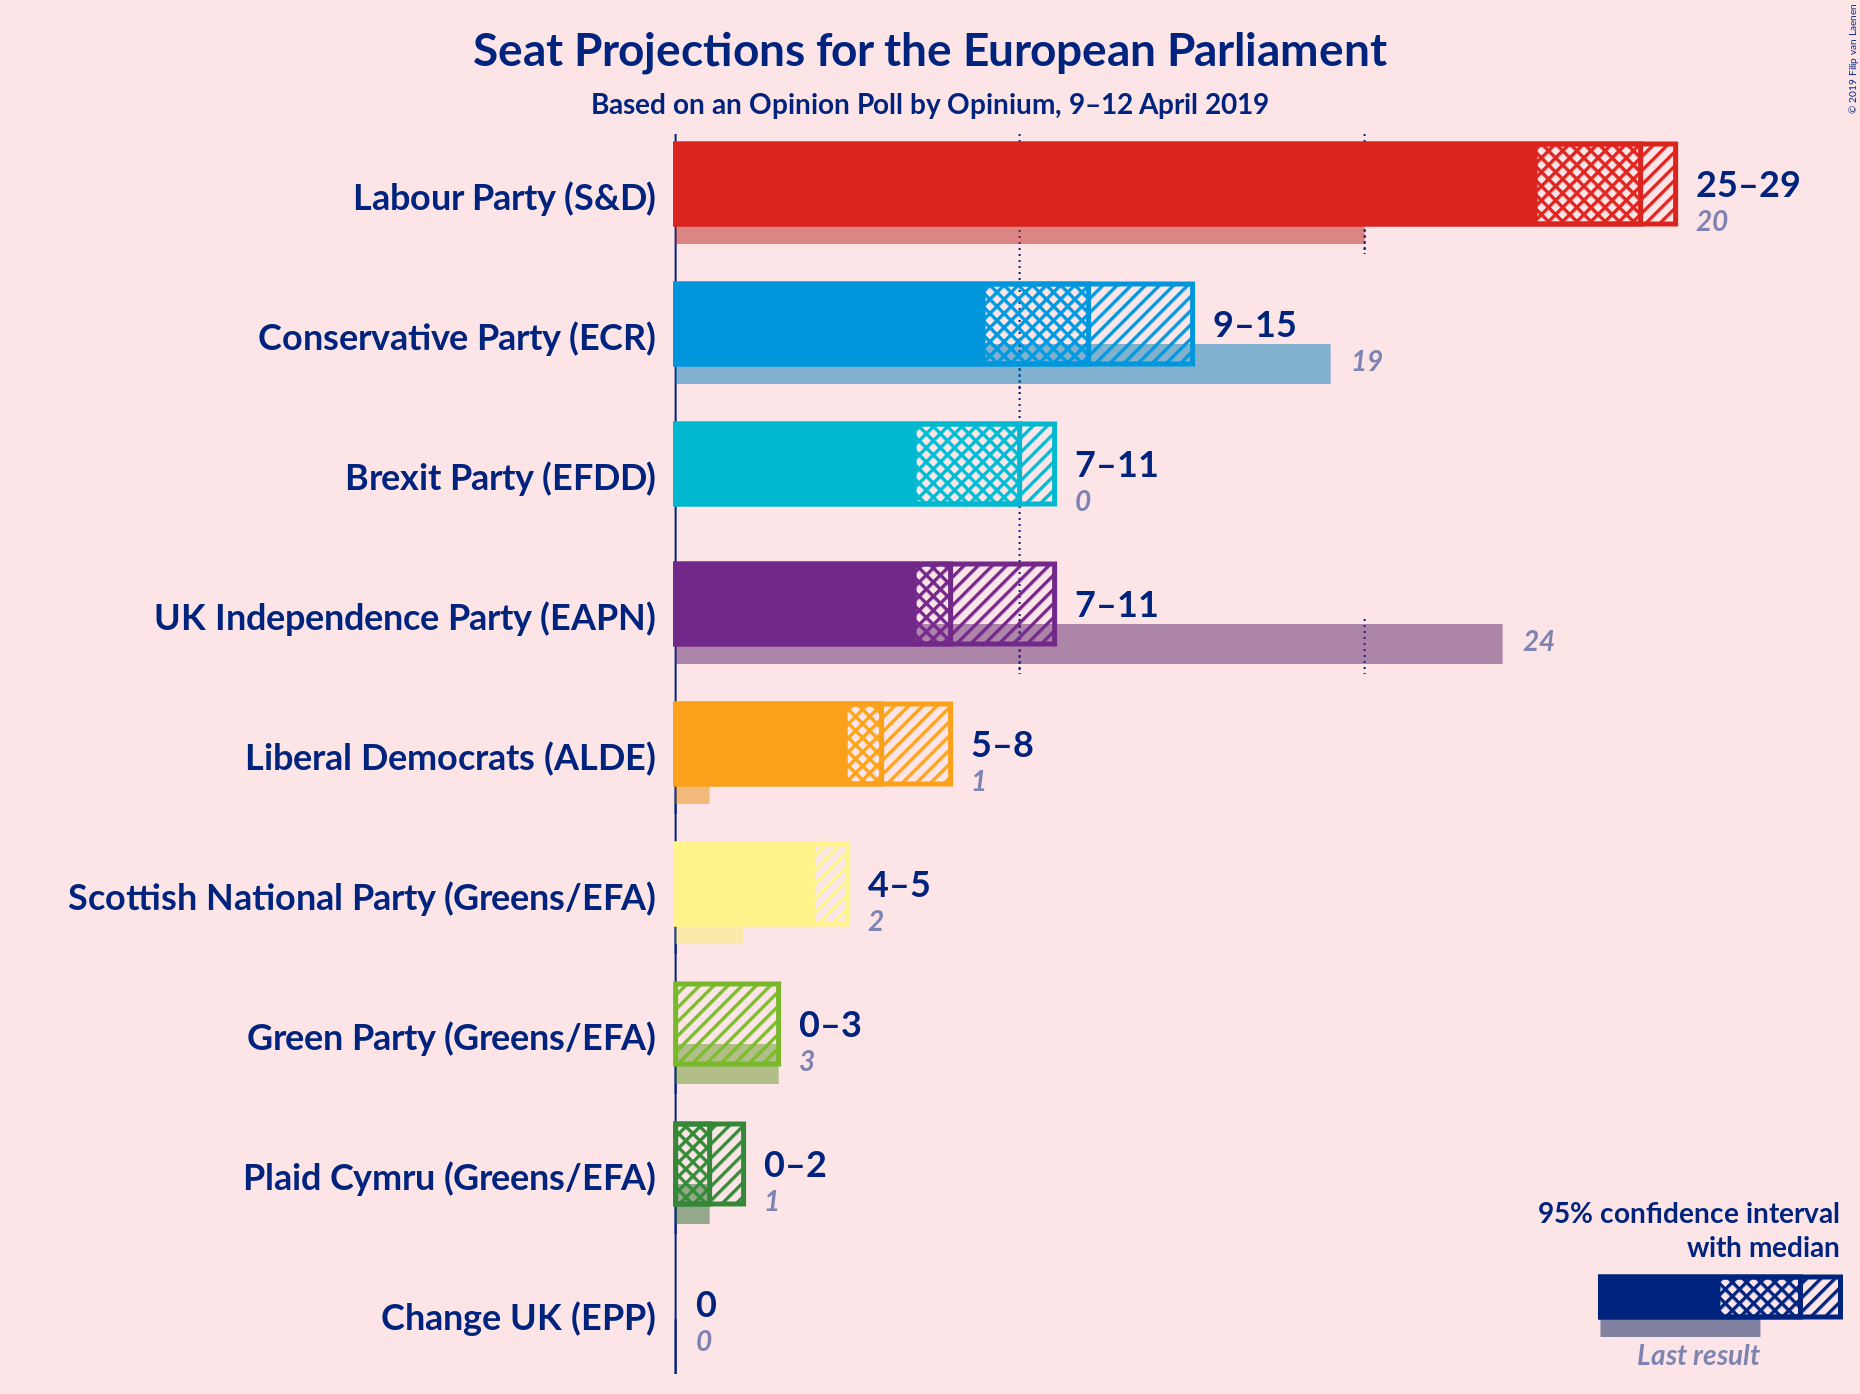 Seat Projections for the European Parliament
Based on an Opinion Poll by Opinium, 9–12 April 2019
© 2019 Filip van Laenen
Labour Party (S&D)
25–29
20
Conservative Party (ECR)
9–15
19
Brexit Party (EFDD)
7–11
0
UK Independence Party (EAPN)
7–11
24
Liberal Democrats (ALDE)
5–8
1
Scottish National Party (Greens/EFA)
4–5
2
Green Party (Greens/EFA)
0–3
3
Plaid Cymru (Greens/EFA)
0–2
1
Change UK (EPP)
0
0
95% confidence interval
with median
Last result